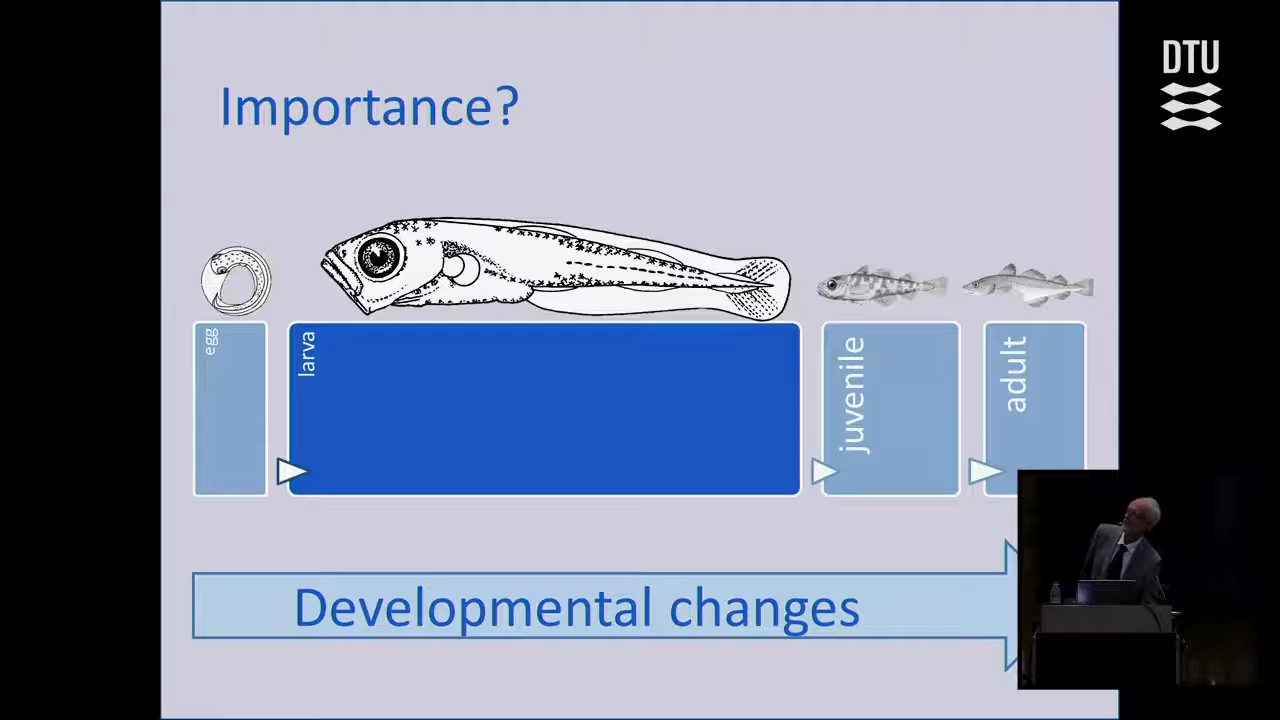 Importance?
DTU
egg
larva
juvenile
adult
Developmental changes